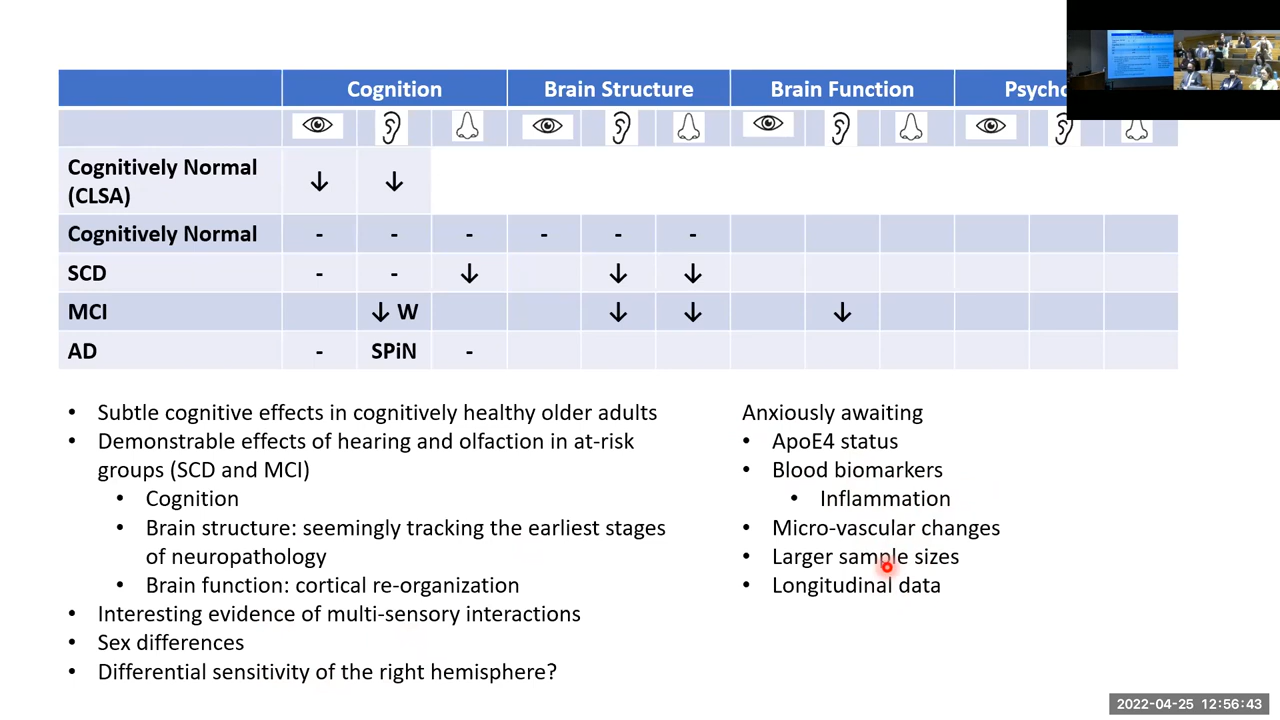 Cognition Brain Structure Brain Function Psycho
Cognitively Normal
(CLSA) ↓ ↓
Cognitively Normal - - - - - -
SCD - - ↓ ↓ ↓
MCI ↓ W ↓ ↓ ↓
AD - SPiN -
• Subtle cognitive effects in cognitively healthy older adults
• Demonstrable effects of hearing and olfaction in at-risk
groups (SCD and MCI)
• Cognition
• Brain structure: seemingly tracking the earliest stages
of neuropathology
• Brain function: cortical re-organization
• Interesting evidence of multi-sensory interactions
• Sex differences
• Differential sensitivity of the right hemisphere?
Anxiously awaiting
• ApoE4 status
• Blood biomarkers
• Inflammation
• Micro-vascular changes
• Larger sample sizes
• Longitudinal data
2022-04-25 12:56:43